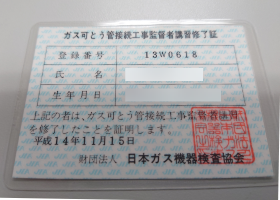 ガス可とう管接続工事監督者講習修了証
登録番号 13W0618
氏名
生年月日
上記の者は、ガス可とう管接続工事監督者講習
を修了したことを証明します。
平成14年11月15日
財団法人 日本ガス機器検査協会